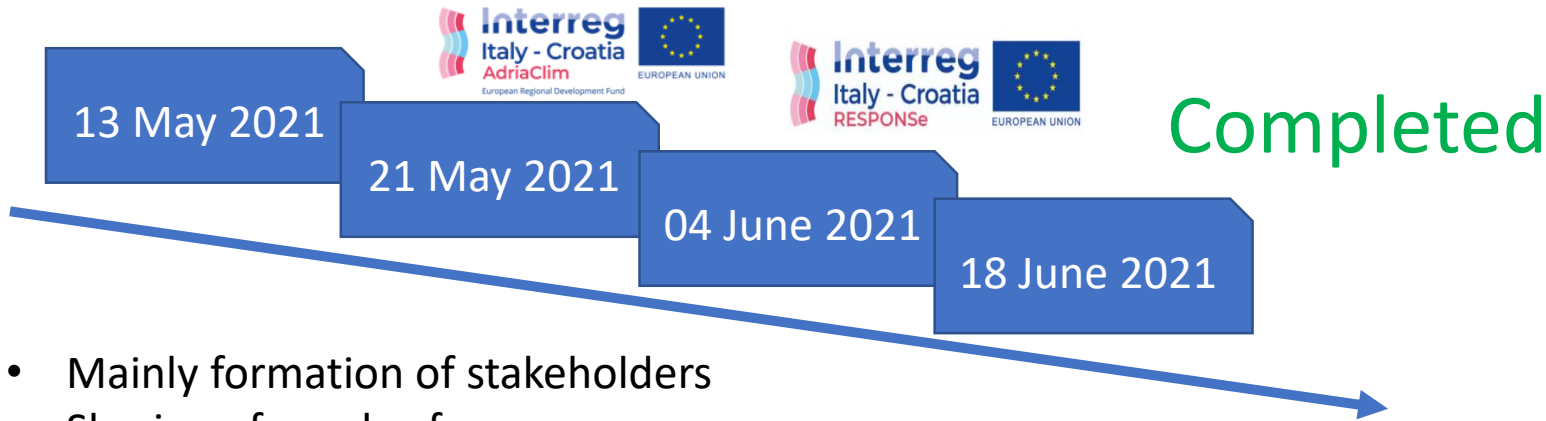 Interreg
Italy - Croatia
AdriaClim
European Regional Development Fund
EUROPEAN UNION
Interreg
Italy - Croatia
RESPONSe
EUROPEAN UNION
Completed
13 May 2021
21 May 2021
04 June 2021
18 June 2021
• Mainly formation of stakeholders